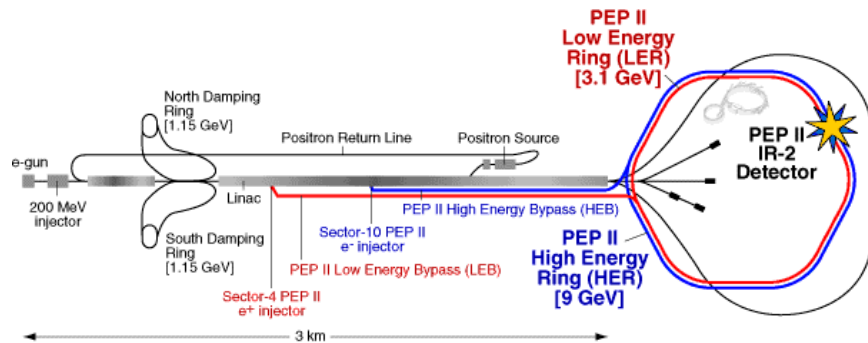 PEP II
Low Energy
Ring (LER)
[3.1 GeV]
North Damping
Ring
[1.15 GeV]
Positron Return Line
Positron Source
PEP II
IR-2
Detector
e-gun
Linac
200 MeV
injector
PEP II High Energy Bypass (HEB)
Sector-10 PEP II
e- injector
South Damping
Ring
[1.15 GeV]
PEP II Low Energy Bypass (LEB)
PEP II
High Energy
Ring (HER)
[9 GeV]
Sector-4 PEP II
e+ injector
3 km